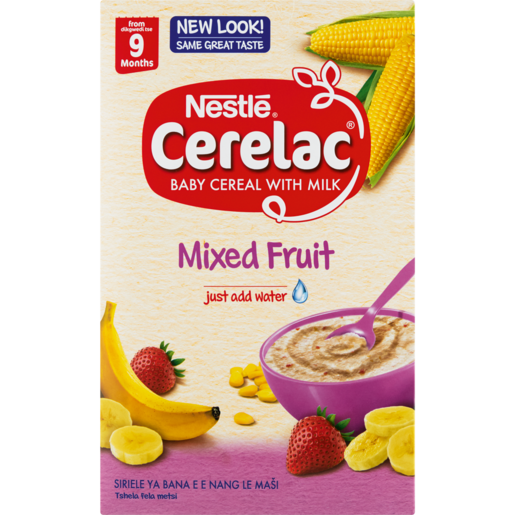 from
dikgwedi tse
9
Months
NEW LOOK!
SAME GREAT TASTE
Nestlé®
Cerelac®
BABY CEREAL WITH MILK
Mixed Fruit
just add water
SIRIELE YA BANA E E NANG LE MAŠI
Tshela fela metsi